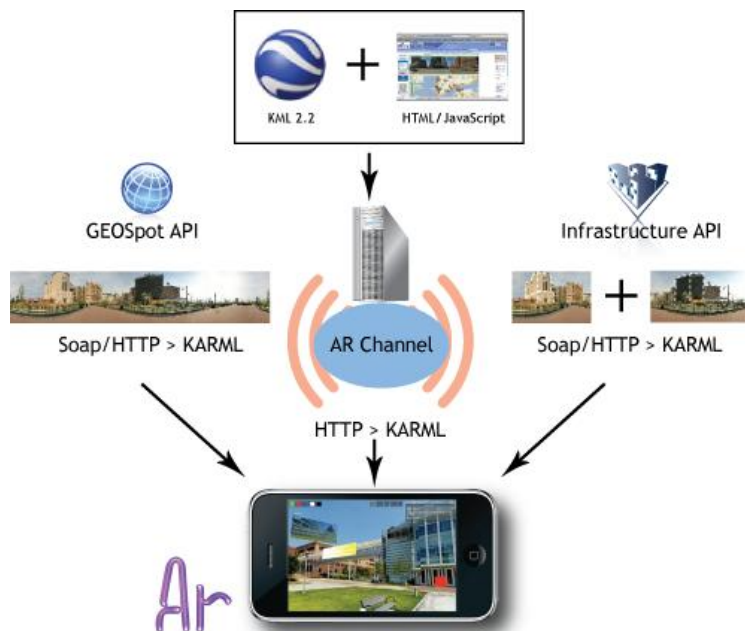 KML 2.2
HTML/JavaScript
GEOSpot API
Infrastructure API
Soap/HTTP > KARML
AR Channel
Soap/HTTP > KARML
HTTP > KARML
Ar